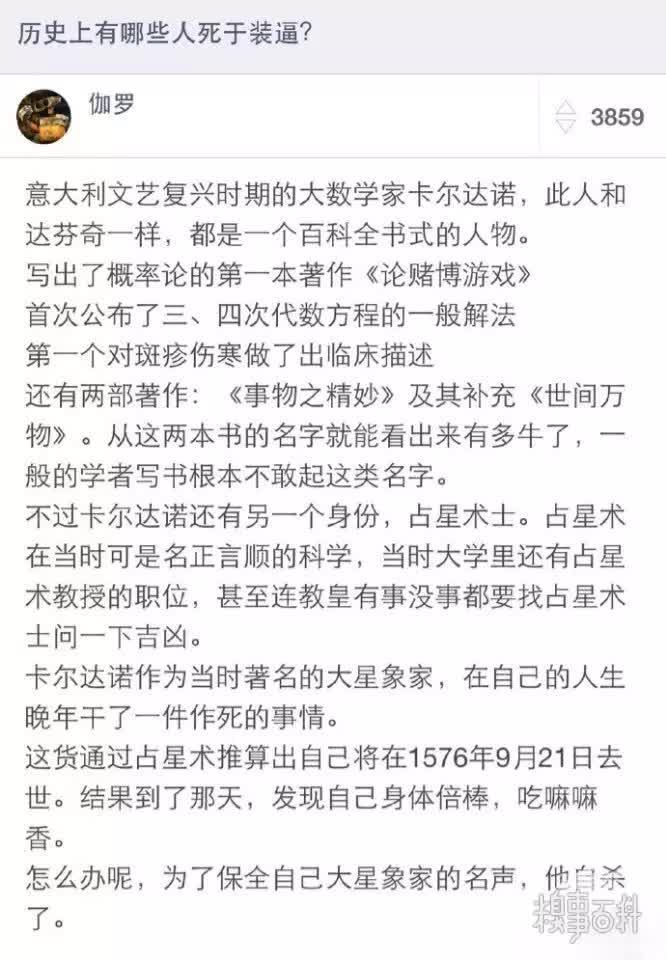 历史上有哪些人死于装逼？
伽罗
3859
意大利文艺复兴时期的大数学家卡尔达诺，此人和
达芬奇一样，都是一个百科全书式的人物。
写出了概率论的第一本著作《论赌博游戏》
首次公布了三、四次代数方程的一般解法
第一个对斑疹伤寒做了出临床描述
还有两部著作：《事物之精妙》及其补充《世间万
物》。从这两本书的名字就能看出来有多牛了，一
般的学者写书根本不敢起这类名字。
不过卡尔达诺还有另一个身份，占星术士。占星术
在当时可是名正言顺的科学，当时大学里还有占星
术教授的职位，甚至连教皇有事没事都要找占星术
士问一下吉凶。
卡尔达诺作为当时著名的大星象家，在自己的人生
晚年干了一件作死的事情。
这货通过占星术推算出自己将在1576年9月21日去
世。结果到了那天，发现自己身体倍棒，吃嘛嘛
香。
怎么办呢，为了保全自己大星象家的名声，他自杀
了。
糗事百科